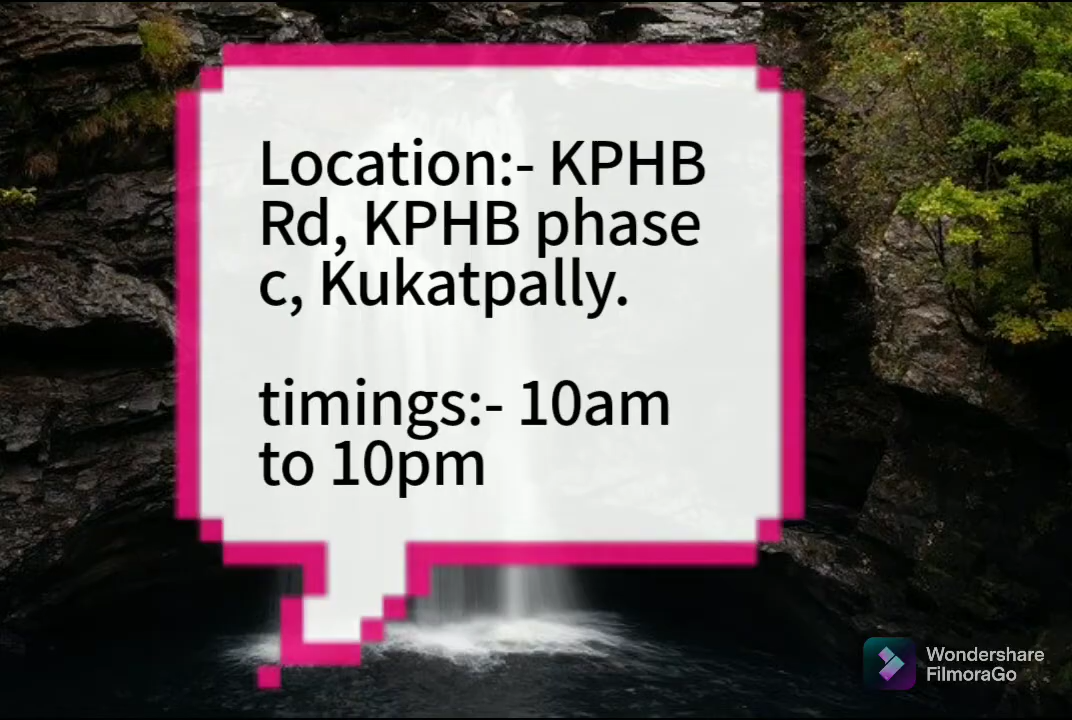 Location:- KPHB
Rd, KPHB phase
c, Kukatpally.
timings:- 10am
to 10pm
Wondershare
FilmoraGo